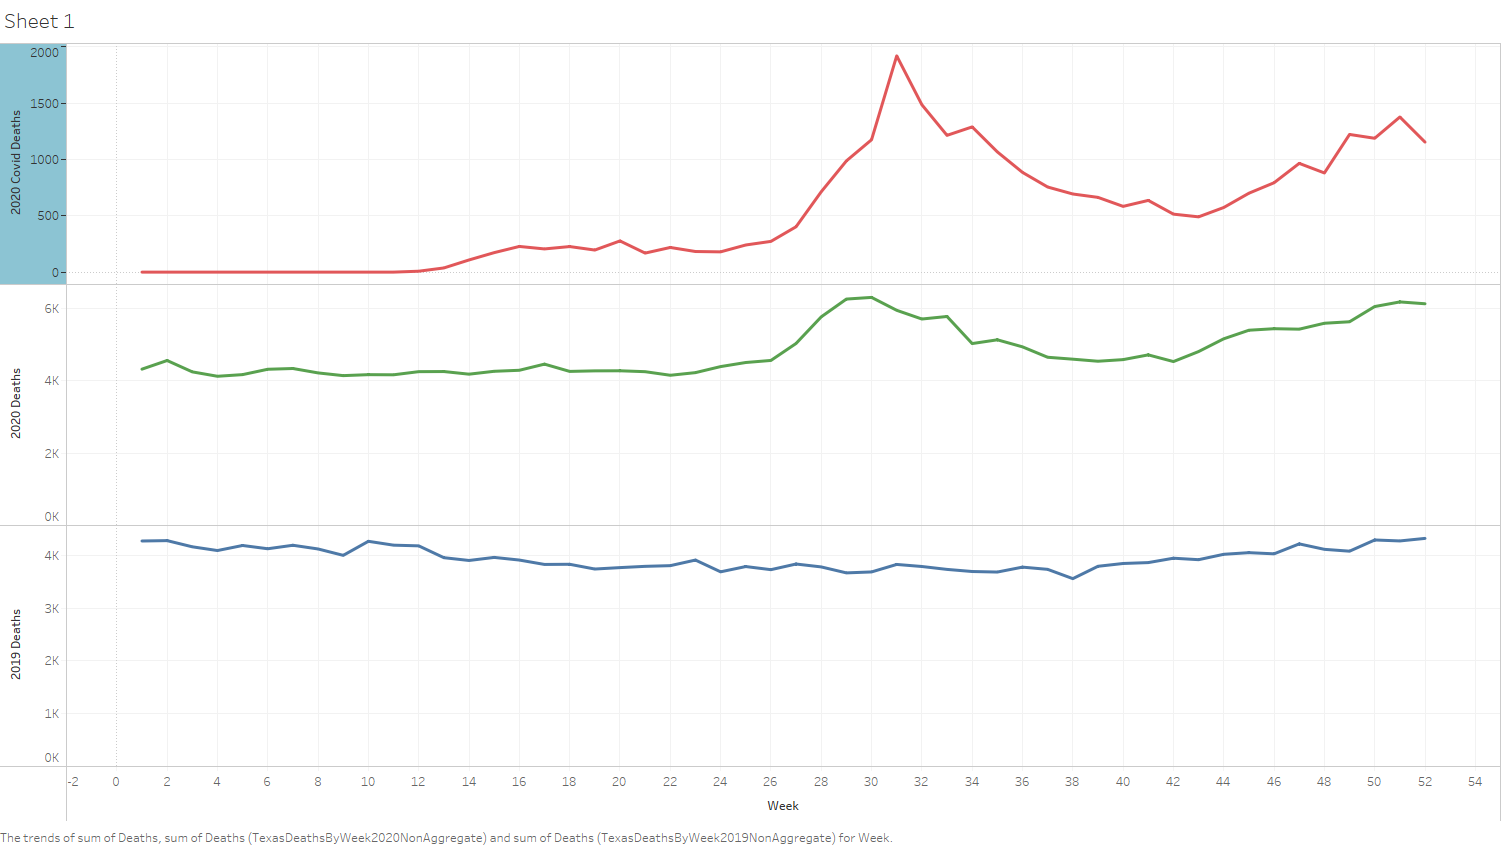 Sheet 1
2020 Covid Deaths
2000
1500
1000
500
0
2020 Deaths
6K
4K
2K
0K
2019 Deaths
4K
3K
2K
1K
0K
-2 0 2 4 6 8 10 12 14 16 18 20 22 24 26 28 30 32 34 36 38 40 42 44 46 48 50 52 54
Week
The trends of sum of Deaths, sum of Deaths (TexasDeathsByWeek2020NonAggregate) and sum of Deaths (TexasDeathsByWeek2019NonAggregate) for Week.